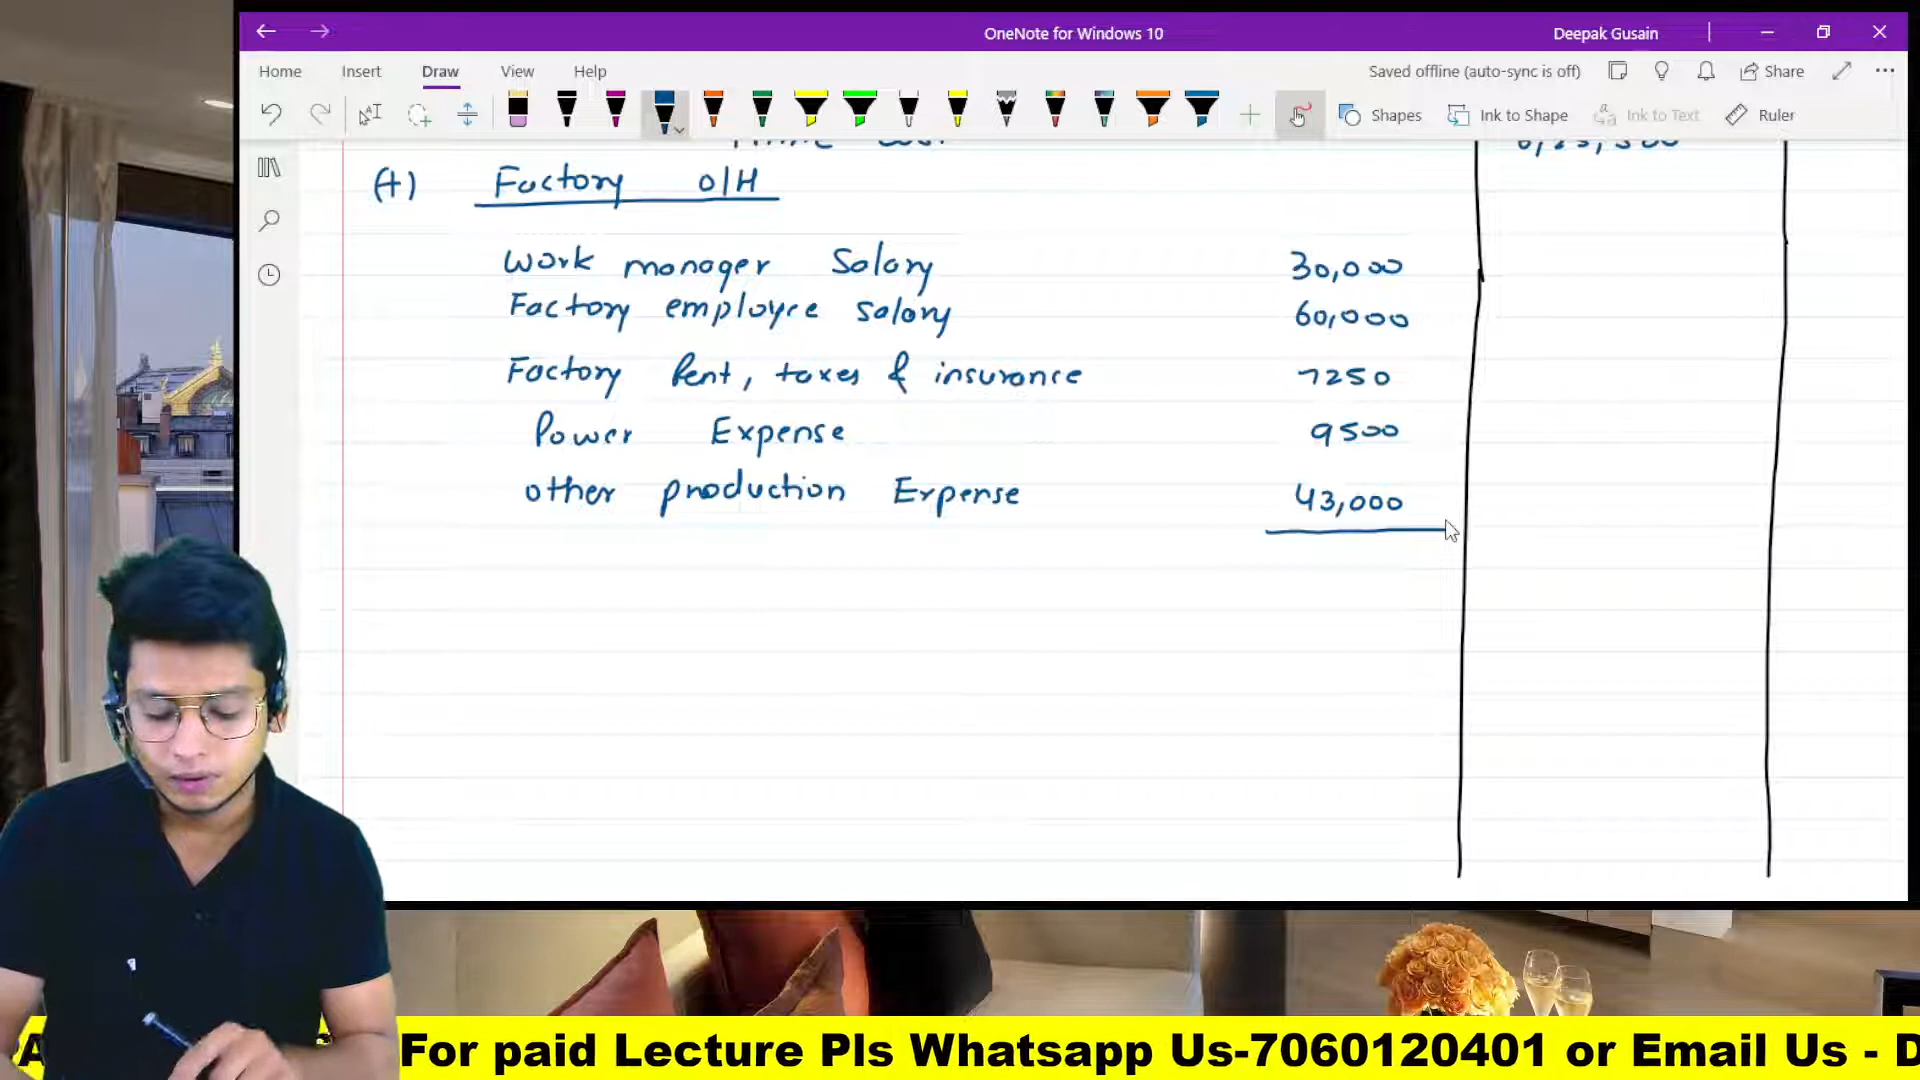 OneNote for Windows 10
Deepak Gusain
Home Insert Draw View Help
Saved offline (auto-sync is off)
Share
Shapes
Ink to Shape
Ink to Text
Ruler
(+) Factory O/H
Work manager Salary 30,000
Factory employee salary 60,000
Factory Rent, taxes & insurance 7250
Power Expense 9500
other production Expense 43,000
For paid Lecture Pls Whatsapp Us-7060120401 or Email Us - D